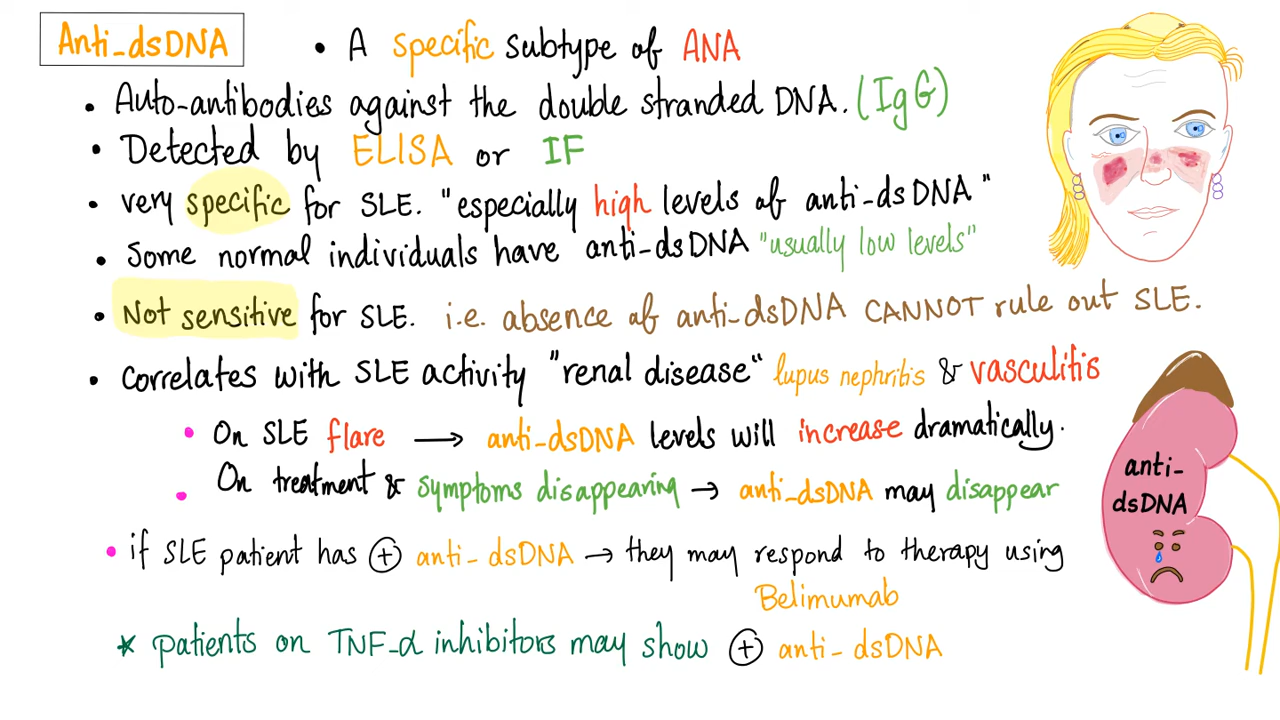 Anti-dsDNA
• A specific subtype of ANA
• Auto-antibodies against the double stranded DNA. (IgG)
• Detected by ELISA or IF
• very specific for SLE. "especially high levels of anti-dsDNA"
• Some normal individuals have anti-dsDNA "usually low levels"
• Not sensitive for SLE. i.e. absence of anti-dsDNA CANNOT rule out SLE.
• correlates with SLE activity "renal disease" lupus nephritis & vasculitis
• On SLE flare → anti-dsDNA levels will increase dramatically.
• On treatment & symptoms disappearing → anti-dsDNA may disappear
anti-
dsDNA
• if SLE patient has ⊕ anti-dsDNA → they may respond to therapy using
Belimumab
* patients on TNF-α inhibitors may show ⊕ anti-dsDNA